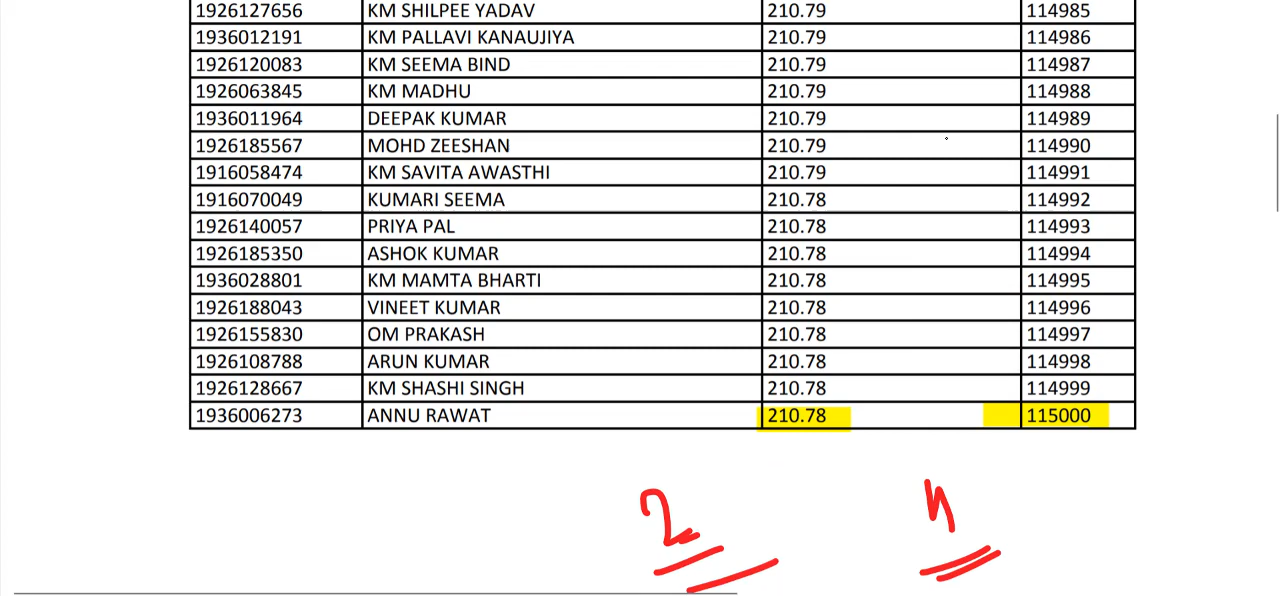 1926127656 KM SHILPEE YADAV 210.79 114985
1936012191 KM PALLAVI KANAUJIYA 210.79 114986
1926120083 KM SEEMA BIND 210.79 114987
1926063845 KM MADHU 210.79 114988
1936011964 DEEPAK KUMAR 210.79 114989
1926185567 MOHD ZEESHAN 210.79 114990
1916058474 KM SAVITA AWASTHI 210.79 114991
1916070049 KUMARI SEEMA 210.78 114992
1926140057 PRIYA PAL 210.78 114993
1926185350 ASHOK KUMAR 210.78 114994
1936028801 KM MAMTA BHARTI 210.78 114995
1926188043 VINEET KUMAR 210.78 114996
1926155830 OM PRAKASH 210.78 114997
1926108788 ARUN KUMAR 210.78 114998
1926128667 KM SHASHI SINGH 210.78 114999
1936006273 ANNU RAWAT 210.78 115000
2